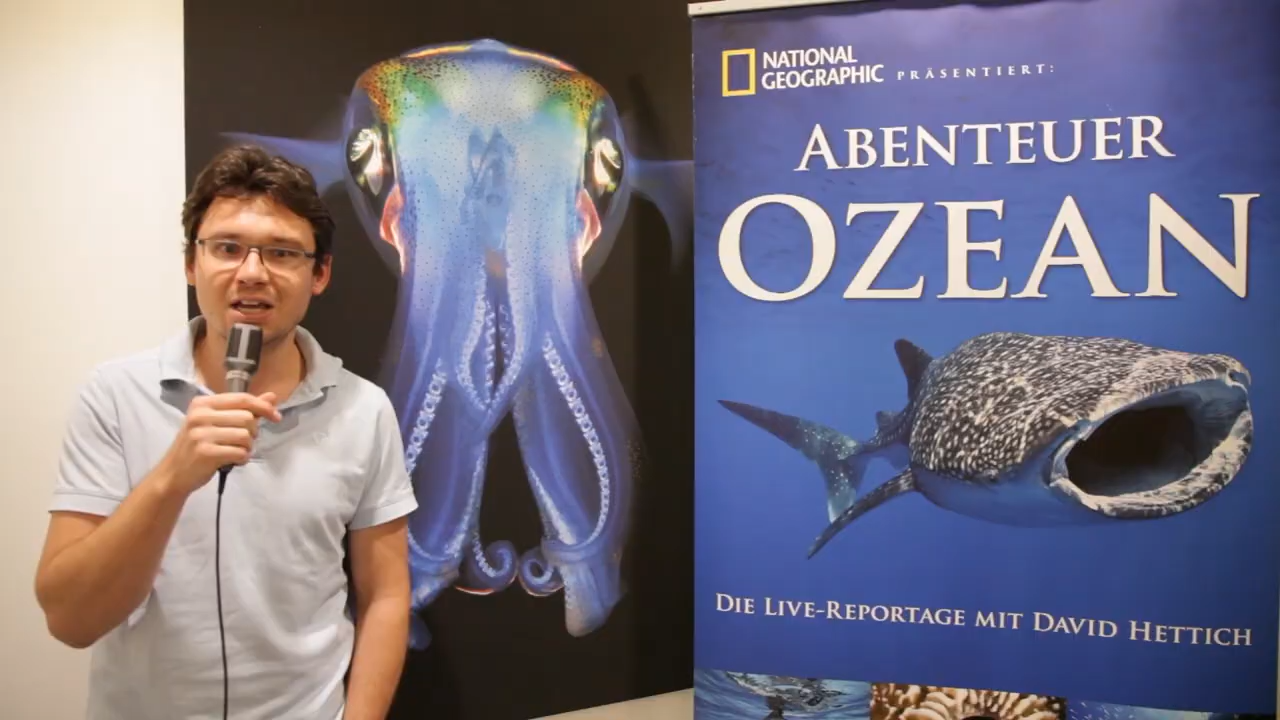 NATIONAL
GEOGRAPHIC PRÄSENTIERT:
ABENTEUER
OZEAN
DIE LIVE-REPORTAGE MIT DAVID HETTICH